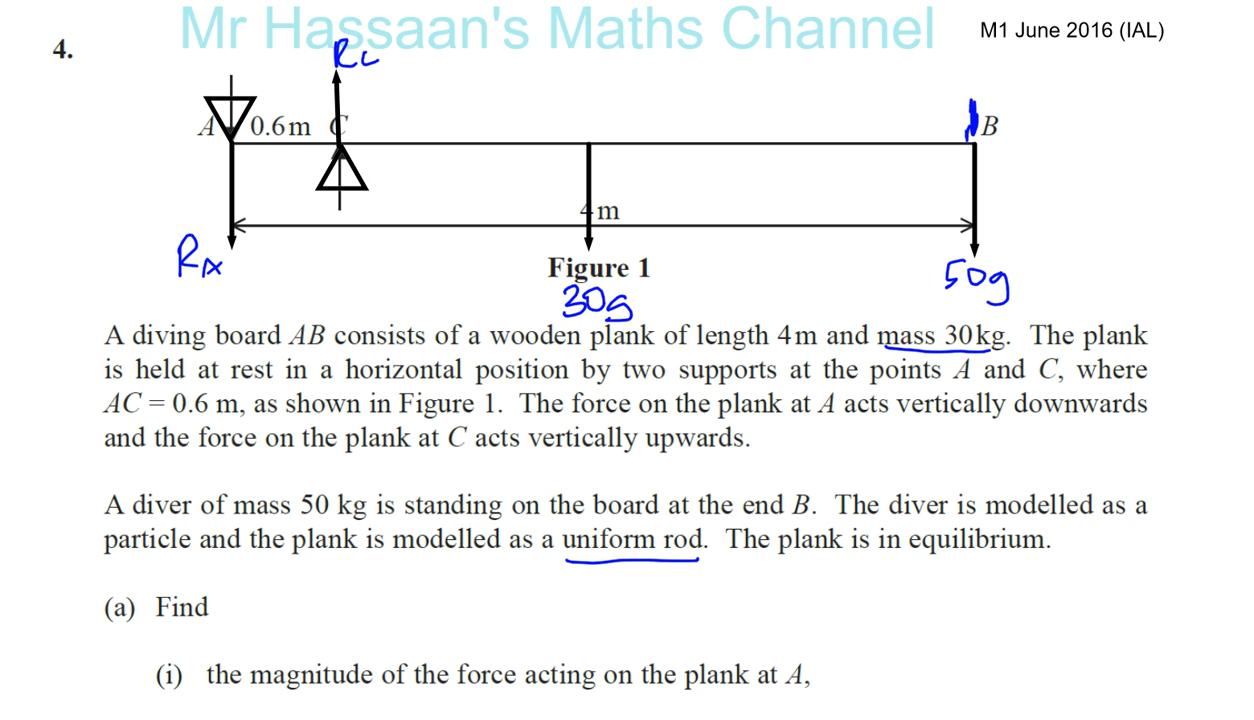 Mr Hassaan's Maths Channel
M1 June 2016 (IAL)
4.
RC
A 0.6 m C B
4 m
RA
Figure 1
50g
30g
A diving board AB consists of a wooden plank of length 4 m and mass 30 kg. The plank
is held at rest in a horizontal position by two supports at the points A and C, where
AC = 0.6 m, as shown in Figure 1. The force on the plank at A acts vertically downwards
and the force on the plank at C acts vertically upwards.
A diver of mass 50 kg is standing on the board at the end B. The diver is modelled as a
particle and the plank is modelled as a uniform rod. The plank is in equilibrium.
(a) Find
(i) the magnitude of the force acting on the plank at A,